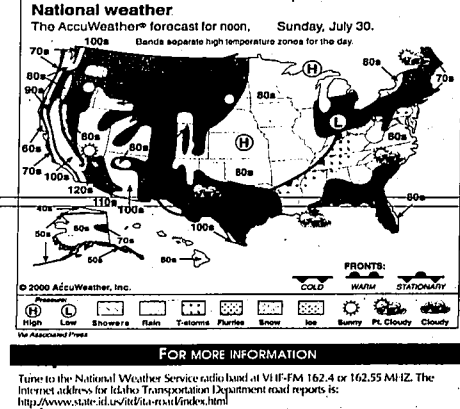 National weather
The AccuWeather® forecast for noon, Sunday, July 30.
Bands separate high temperature zones for the day.
100s
70s
80s
90s
80s
70s
H
80s
L
80s
H
80s
80s
60s
70s
100s
120s
110s
100s
80s
100s
80s
40s
50s
60s
70s
50s
80s
FRONTS:
COLD WARM STATIONARY
© 2000 AccuWeather, Inc.
Pressure:
H L
High Low Showers Rain T-storms Flurries Snow Ice Sunny Pt. Cloudy Cloudy
Via Associated Press
FOR MORE INFORMATION
Tune to the National Weather Service radio band at VHF-FM 162.4 or 162.55 MHZ. The
Internet address for Idaho Transportation Department road reports is:
http://www.state.id.us/itd/ita-road/index.html